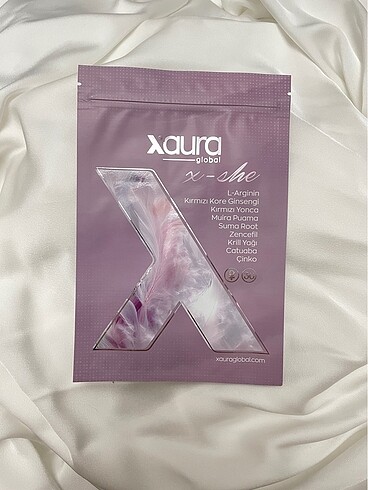 xaura
global
x-she
L-Arginin
Kırmızı Kore Ginsengi
Kırmızı Yonca
Muira Puama
Suma Root
Zencefil
Krill Yağı
Catuaba
Çinko
xauraglobal.com